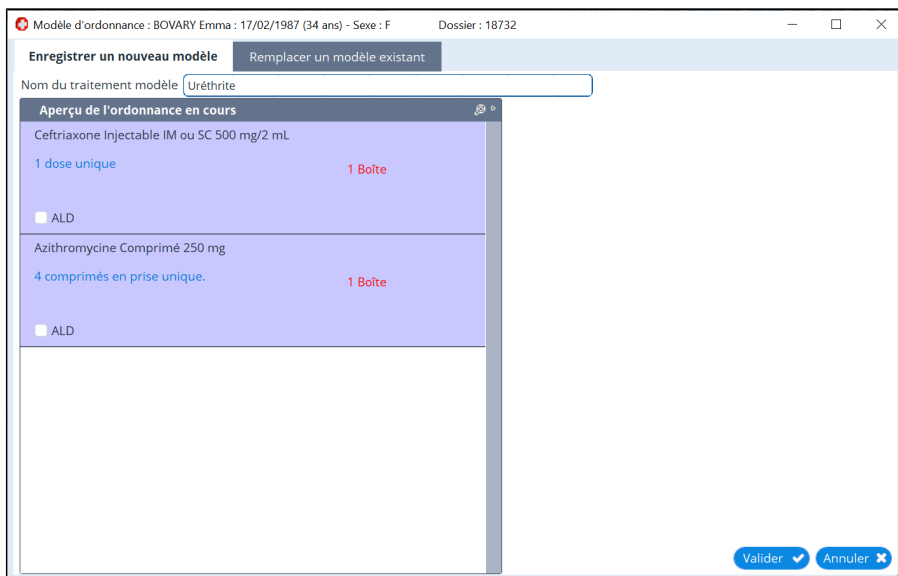 Modèle d'ordonnance : BOVARY Emma : 17/02/1987 (34 ans) - Sexe : F Dossier : 18732
Enregistrer un nouveau modèle Remplacer un modèle existant
Nom du traitement modèle Uréthrite
Aperçu de l'ordonnance en cours
Ceftriaxone Injectable IM ou SC 500 mg/2 mL
1 dose unique 1 Boîte
ALD
Azithromycine Comprimé 250 mg
4 comprimés en prise unique. 1 Boîte
ALD
Valider Annuler